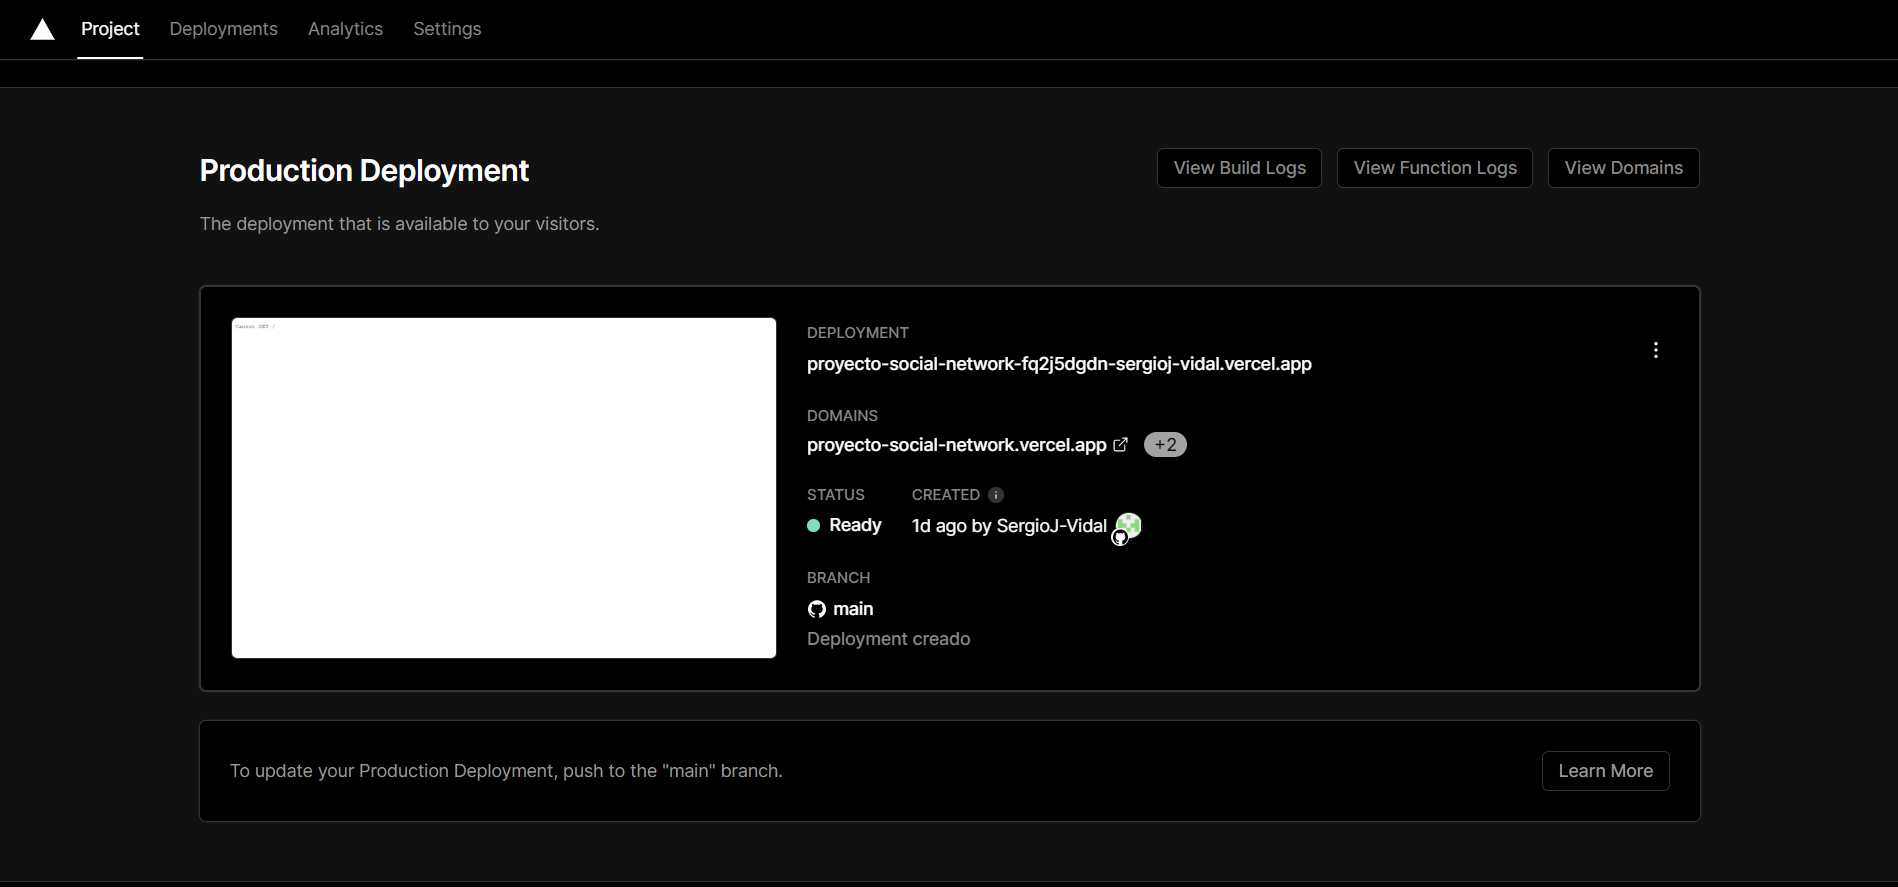 Project Deployments Analytics Settings
Production Deployment
View Build Logs
View Function Logs
View Domains
The deployment that is available to your visitors.
Cannot GET /
DEPLOYMENT
proyecto-social-network-fq2j5dgdn-sergioj-vidal.vercel.app
DOMAINS
proyecto-social-network.vercel.app +2
STATUS CREATED
Ready 1d ago by SergioJ-Vidal
BRANCH
main
Deployment creado
To update your Production Deployment, push to the "main" branch.
Learn More